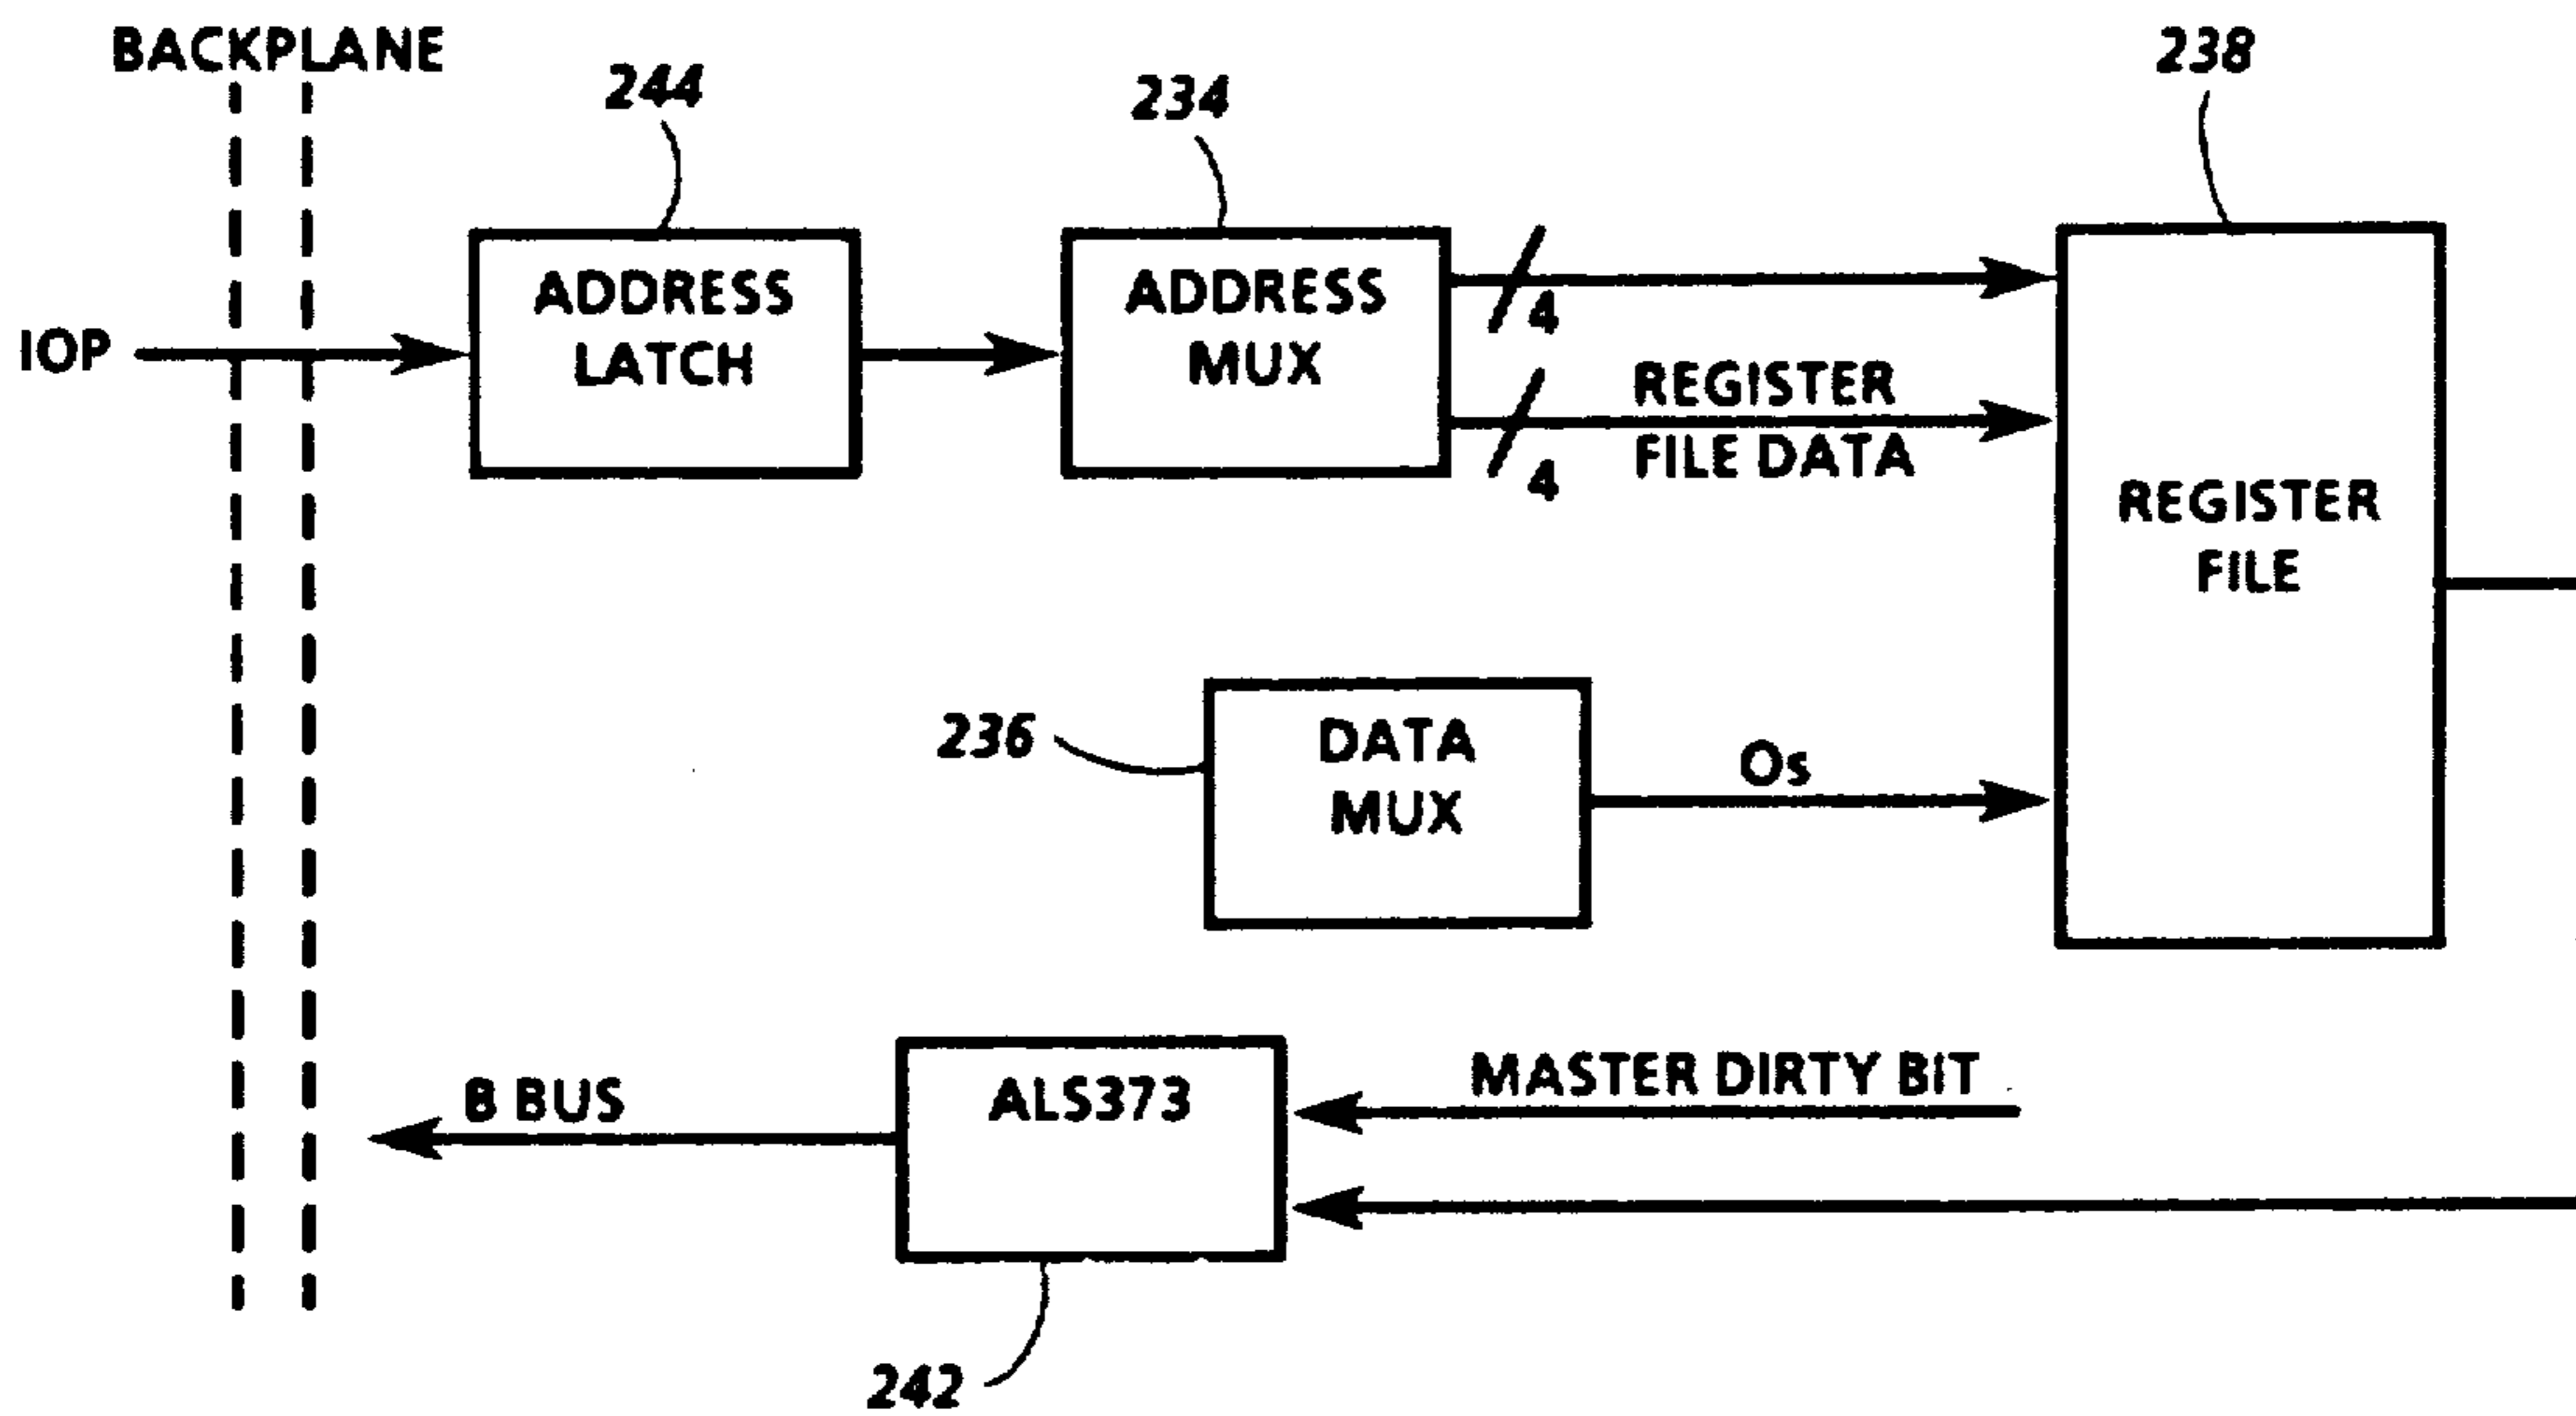 BACKPLANE
244
234
238
IOP
ADDRESS
LATCH
ADDRESS
MUX
4
REGISTER
FILE DATA
4
REGISTER
FILE
236
DATA
MUX
Os
B BUS
ALS373
MASTER DIRTY BIT
242